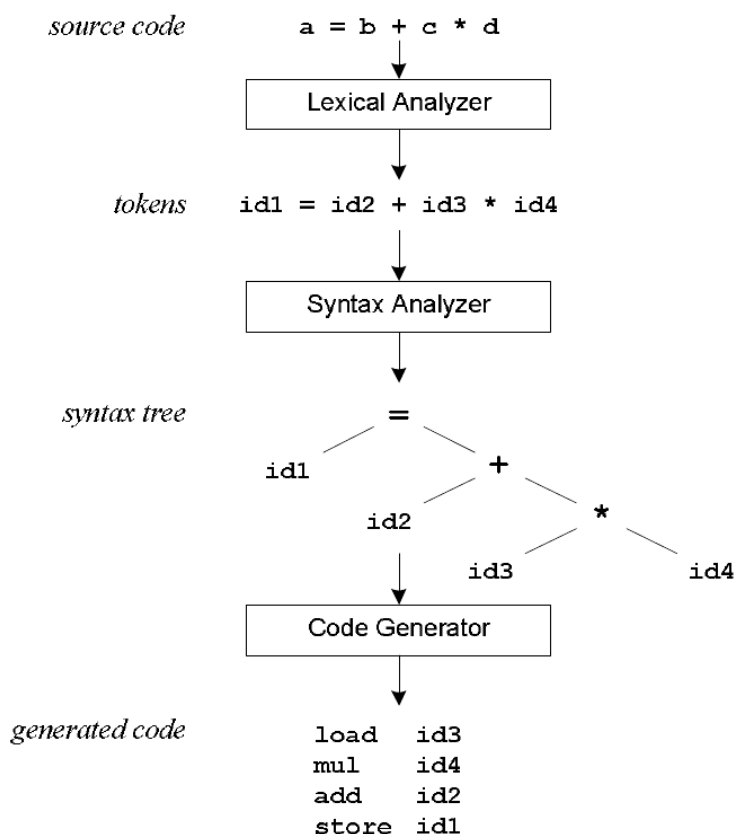 source code a = b + c * d
Lexical Analyzer
tokens id1 = id2 + id3 * id4
Syntax Analyzer
syntax tree =
id1 +
id2 *
id3 id4
Code Generator
generated code load id3
mul id4
add id2
store id1